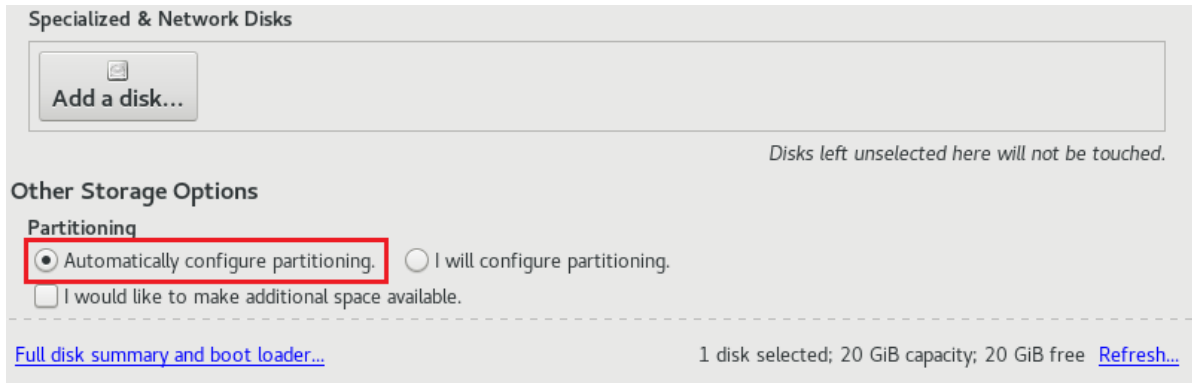 Specialized & Network Disks
Add a disk...
Disks left unselected here will not be touched.
Other Storage Options
Partitioning
Automatically configure partitioning. I will configure partitioning.
I would like to make additional space available.
Full disk summary and boot loader... 1 disk selected; 20 GiB capacity; 20 GiB free Refresh...